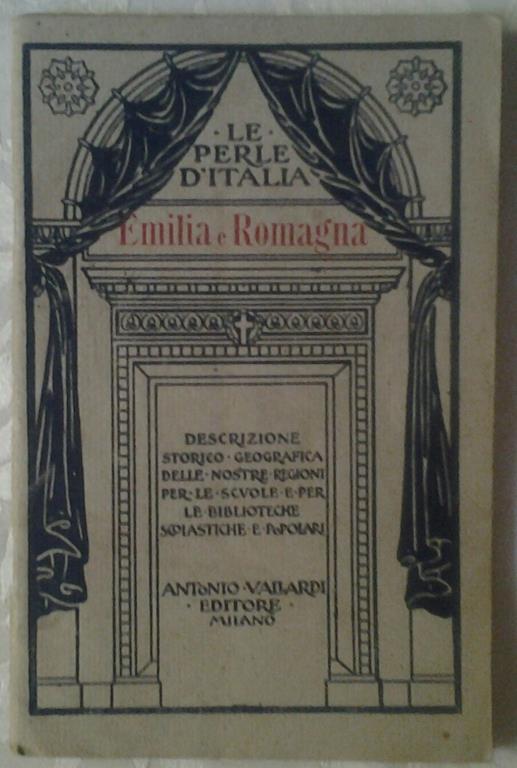 · LE ·
PERLE
D'ITALIA
Emilia e Romagna
DESCRIZIONE
STORICO · GEOGRAFICA
DELLE · NOSTRE · REGIONI
PER · LE · SCVOLE · E · PER
LE · BIBLIOTECHE
SCOLASTICHE · E · POPOLARI
ANTONIO · VALLARDI
· EDITORE ·
MILANO